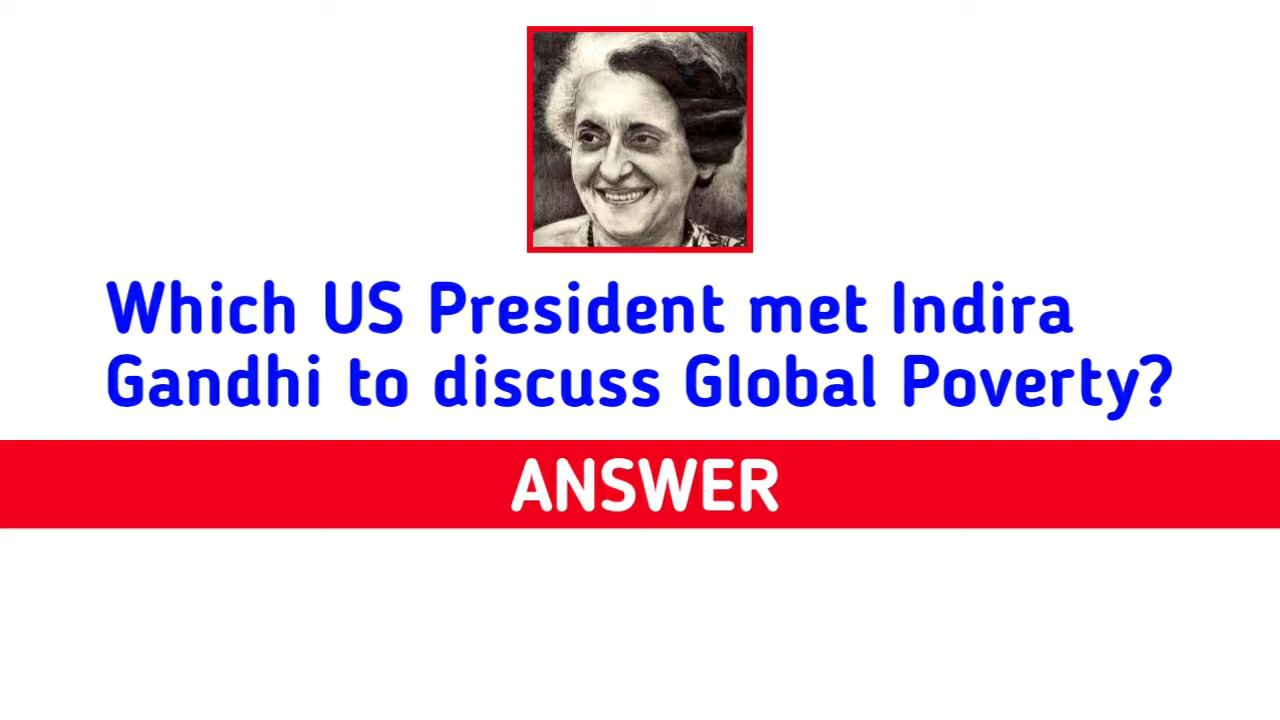 Which US President met Indira
Gandhi to discuss Global Poverty?
ANSWER